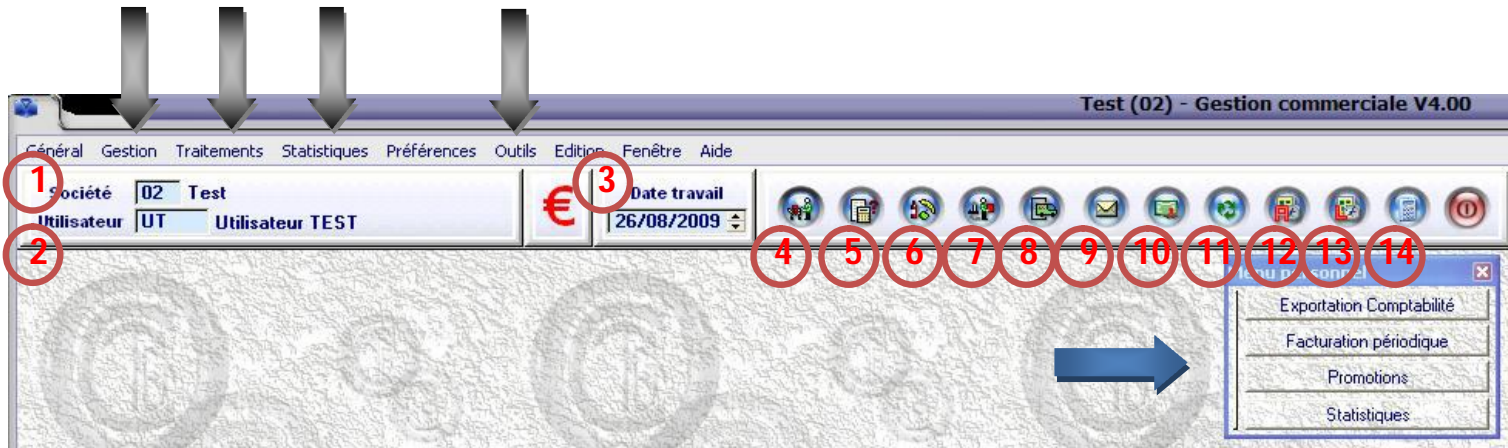 Test (02) - Gestion commerciale V4.00
Général Gestion Traitements Statistiques Préférences Outils Edition Fenêtre Aide
1 Société 02 Test € 3 Date travail
Utilisateur UT Utilisateur TEST 26/08/2009
2 4 5 6 7 8 9 10 11 12 13 14
Menu personnel
Exportation Comptabilité
Facturation périodique
Promotions
Statistiques